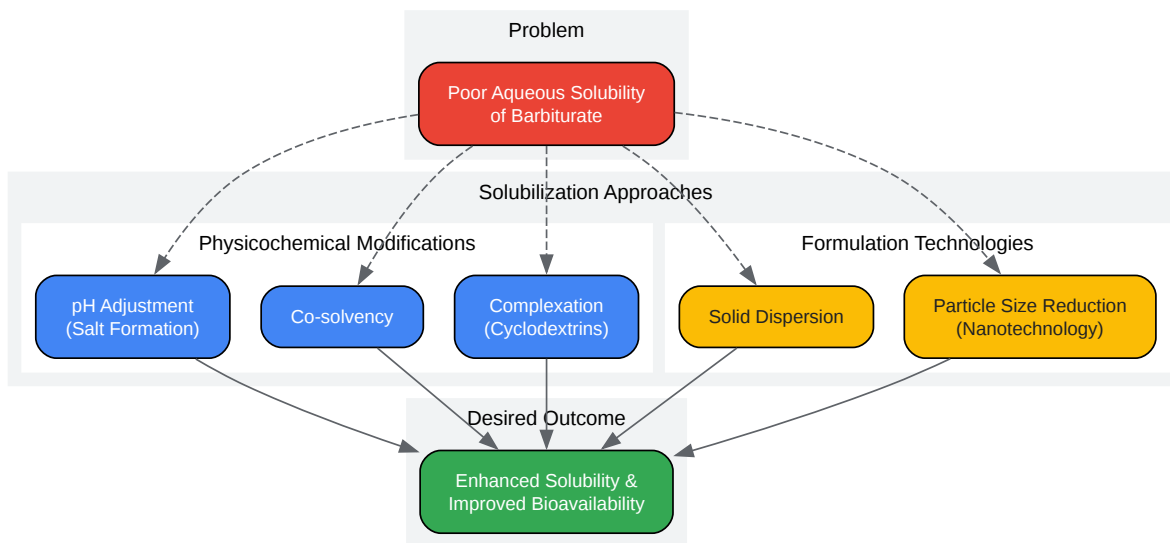 Problem
Poor Aqueous Solubility
of Barbiturate
Solubilization Approaches
Physicochemical Modifications
Formulation Technologies
pH Adjustment
(Salt Formation)
Co-solvency
Complexation
(Cyclodextrins)
Solid Dispersion
Particle Size Reduction
(Nanotechnology)
Desired Outcome
Enhanced Solubility &
Improved Bioavailability